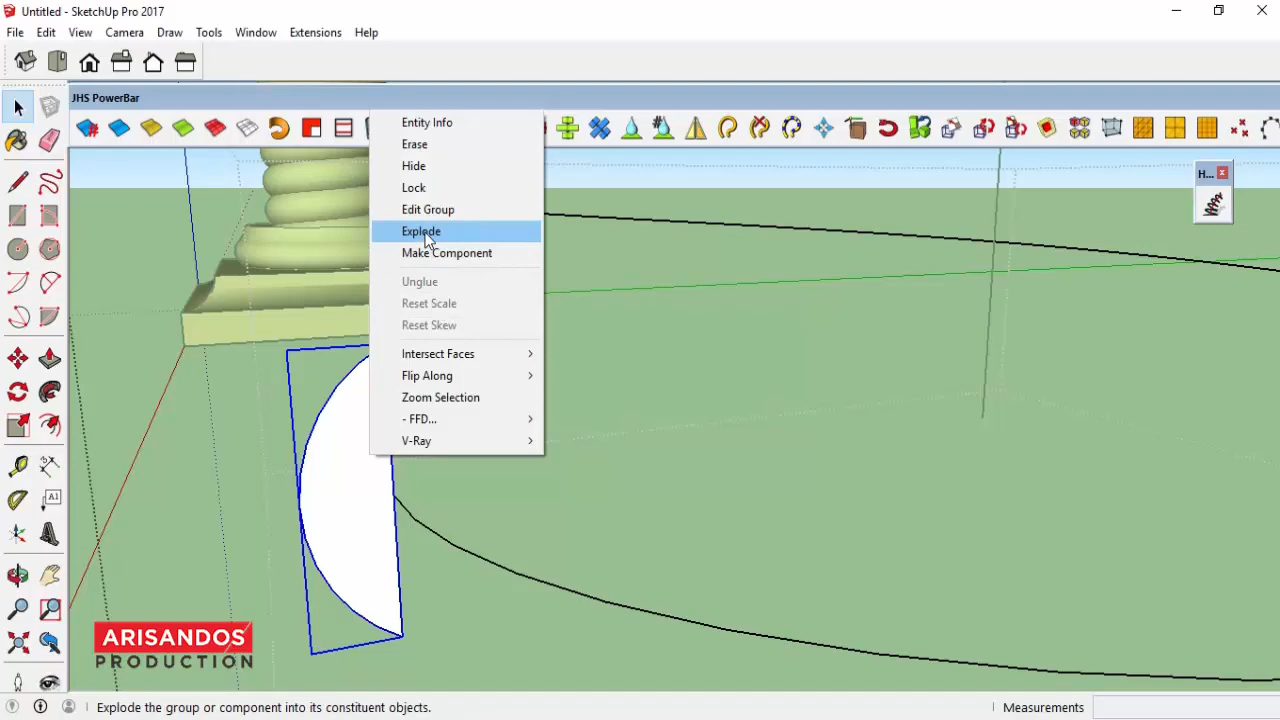 Untitled - SketchUp Pro 2017
File Edit View Camera Draw Tools Window Extensions Help
JHS PowerBar
H...
Entity Info
Erase
Hide
Lock
Edit Group
Explode
Make Component
Unglue
Reset Scale
Reset Skew
Intersect Faces
Flip Along
Zoom Selection
- FFD...
V-Ray
A1
ARISANDOS
PRODUCTION
Explode the group or component into its constituent objects. Measurements